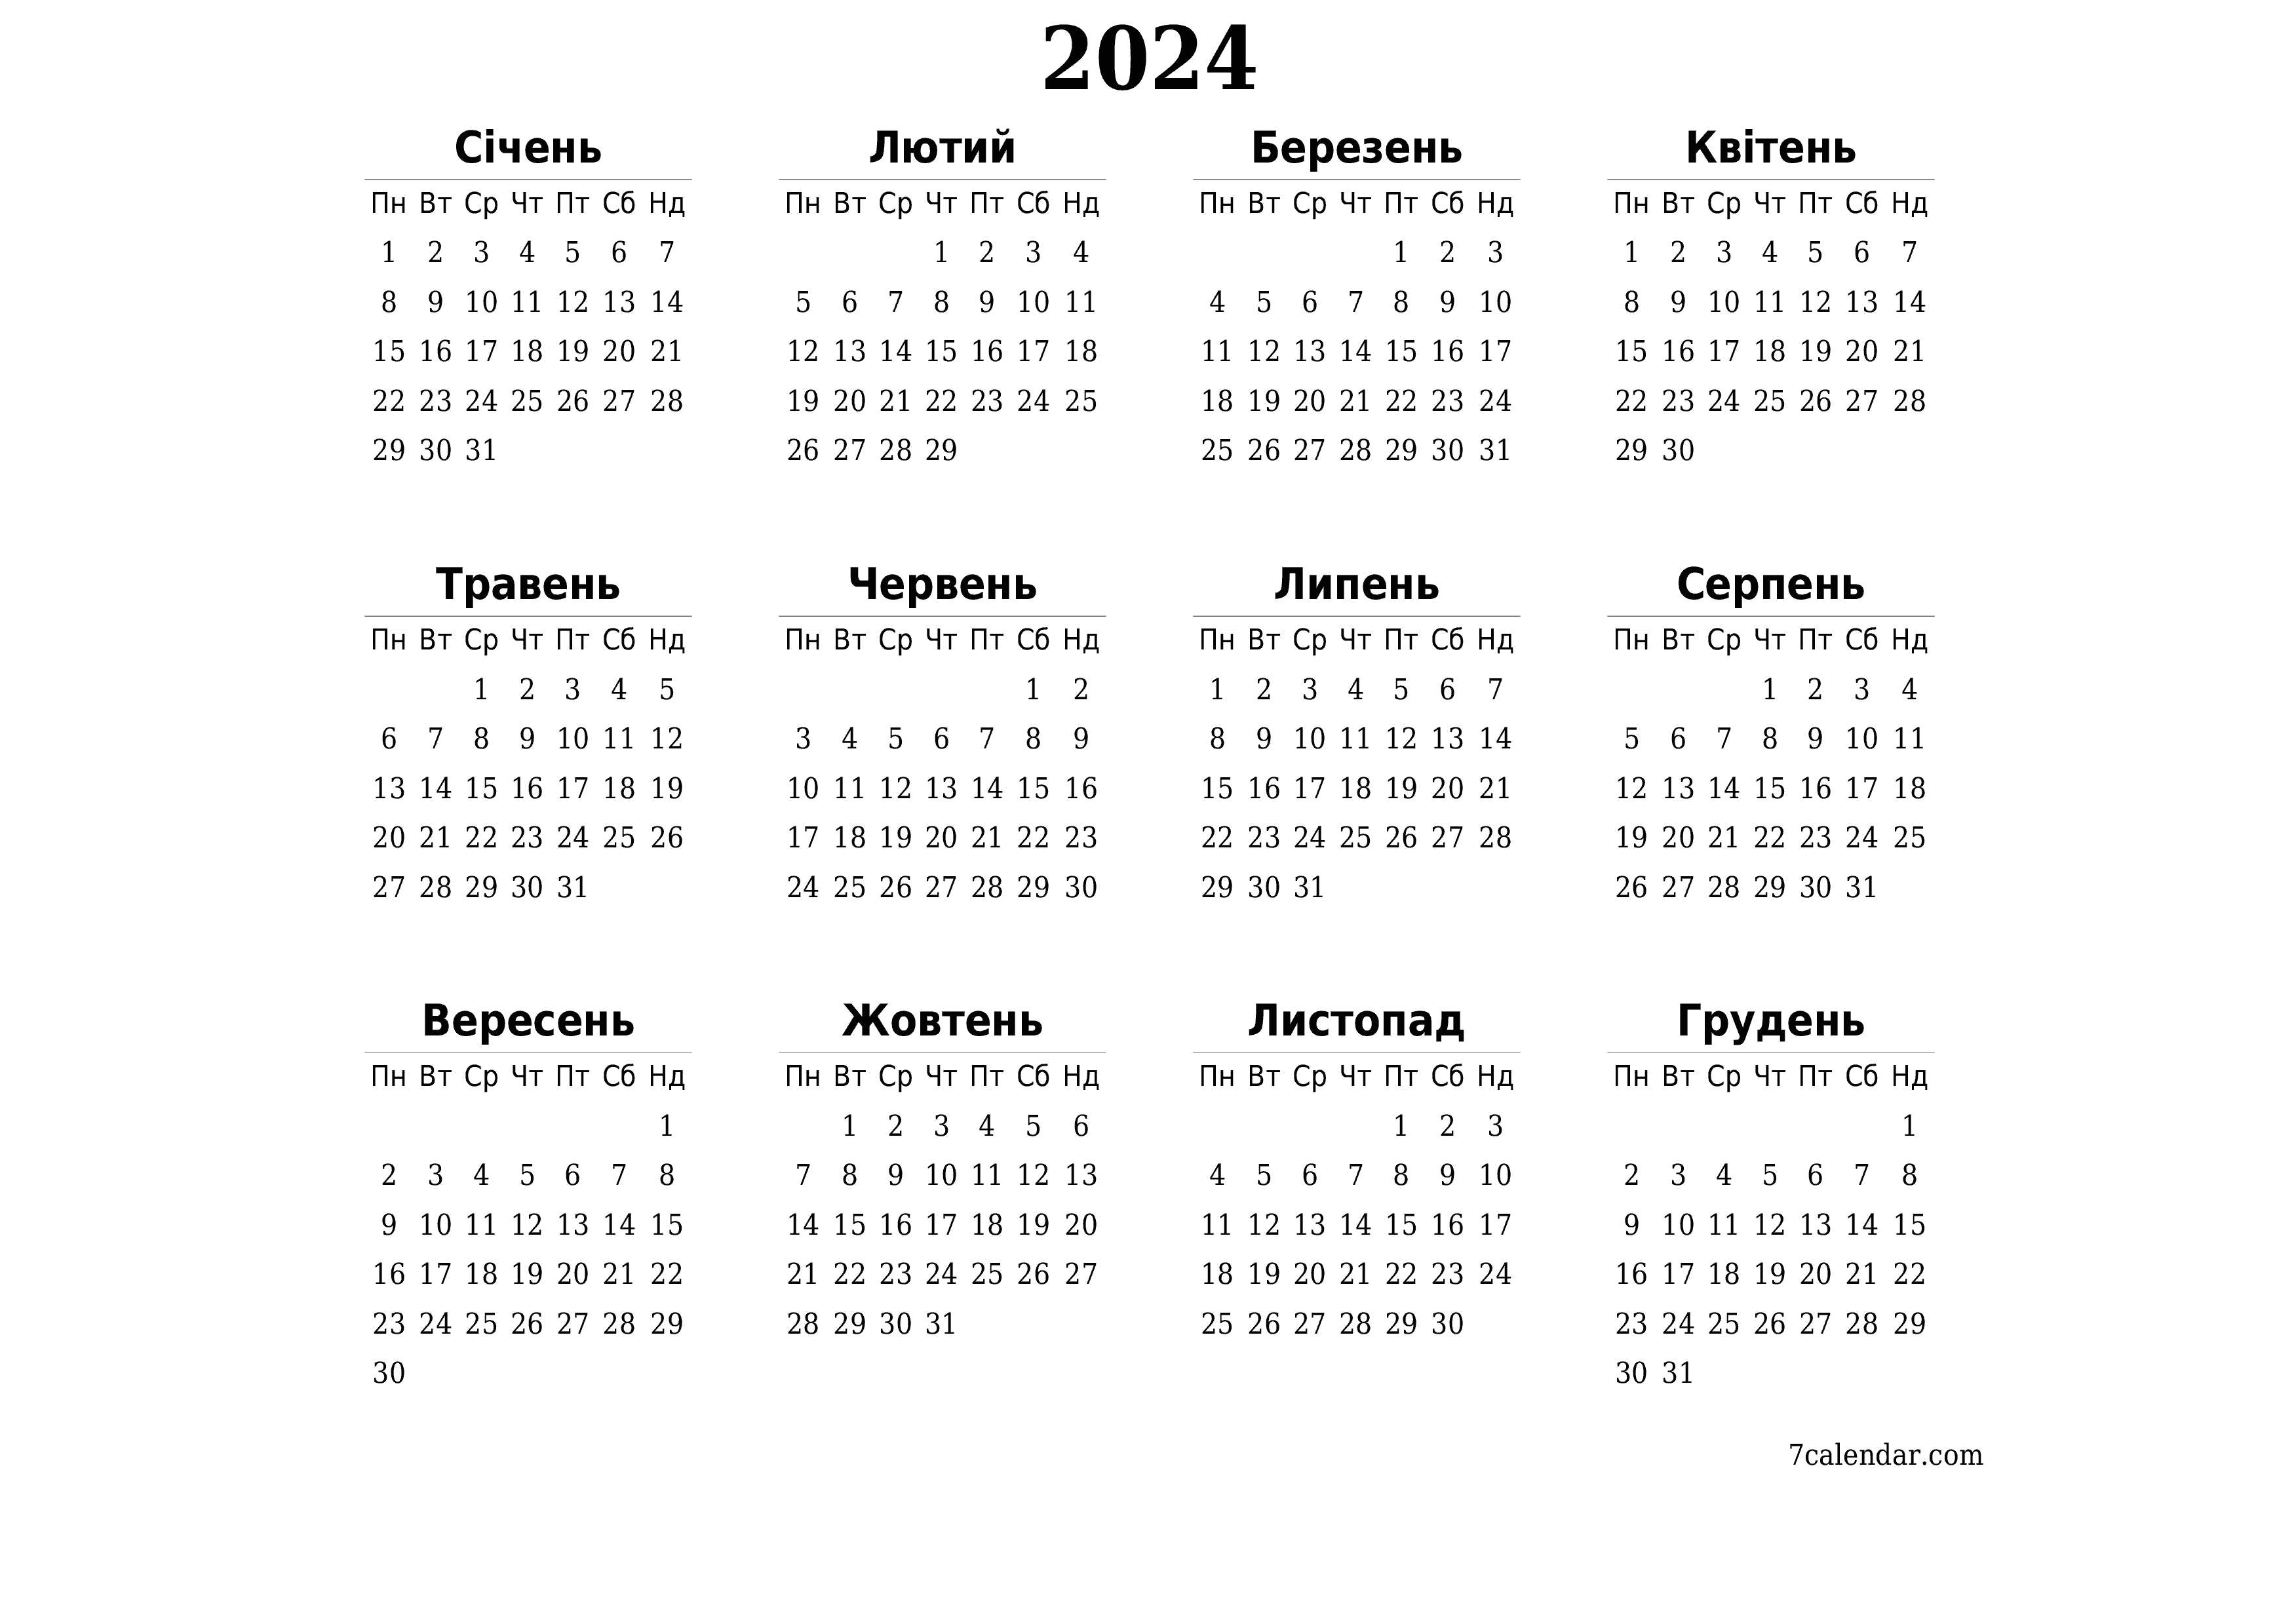 2024
Січень Лютий Березень Квітень
Пн Вт Ср Чт Пт Сб Нд Пн Вт Ср Чт Пт Сб Нд Пн Вт Ср Чт Пт Сб Нд Пн Вт Ср Чт Пт Сб Нд
1 2 3 4 5 6 7 1 2 3 4 1 2 3 1 2 3 4 5 6 7
8 9 10 11 12 13 14 5 6 7 8 9 10 11 4 5 6 7 8 9 10 8 9 10 11 12 13 14
15 16 17 18 19 20 21 12 13 14 15 16 17 18 11 12 13 14 15 16 17 15 16 17 18 19 20 21
22 23 24 25 26 27 28 19 20 21 22 23 24 25 18 19 20 21 22 23 24 22 23 24 25 26 27 28
29 30 31 26 27 28 29 25 26 27 28 29 30 31 29 30
Травень Червень Липень Серпень
Пн Вт Ср Чт Пт Сб Нд Пн Вт Ср Чт Пт Сб Нд Пн Вт Ср Чт Пт Сб Нд Пн Вт Ср Чт Пт Сб Нд
1 2 3 4 5 1 2 1 2 3 4 5 6 7 1 2 3 4
6 7 8 9 10 11 12 3 4 5 6 7 8 9 8 9 10 11 12 13 14 5 6 7 8 9 10 11
13 14 15 16 17 18 19 10 11 12 13 14 15 16 15 16 17 18 19 20 21 12 13 14 15 16 17 18
20 21 22 23 24 25 26 17 18 19 20 21 22 23 22 23 24 25 26 27 28 19 20 21 22 23 24 25
27 28 29 30 31 24 25 26 27 28 29 30 29 30 31 26 27 28 29 30 31
Вересень Жовтень Листопад Грудень
Пн Вт Ср Чт Пт Сб Нд Пн Вт Ср Чт Пт Сб Нд Пн Вт Ср Чт Пт Сб Нд Пн Вт Ср Чт Пт Сб Нд
1 1 2 3 4 5 6 1 2 3 1
2 3 4 5 6 7 8 7 8 9 10 11 12 13 4 5 6 7 8 9 10 2 3 4 5 6 7 8
9 10 11 12 13 14 15 14 15 16 17 18 19 20 11 12 13 14 15 16 17 9 10 11 12 13 14 15
16 17 18 19 20 21 22 21 22 23 24 25 26 27 18 19 20 21 22 23 24 16 17 18 19 20 21 22
23 24 25 26 27 28 29 28 29 30 31 25 26 27 28 29 30 23 24 25 26 27 28 29
30 30 31
7calendar.com